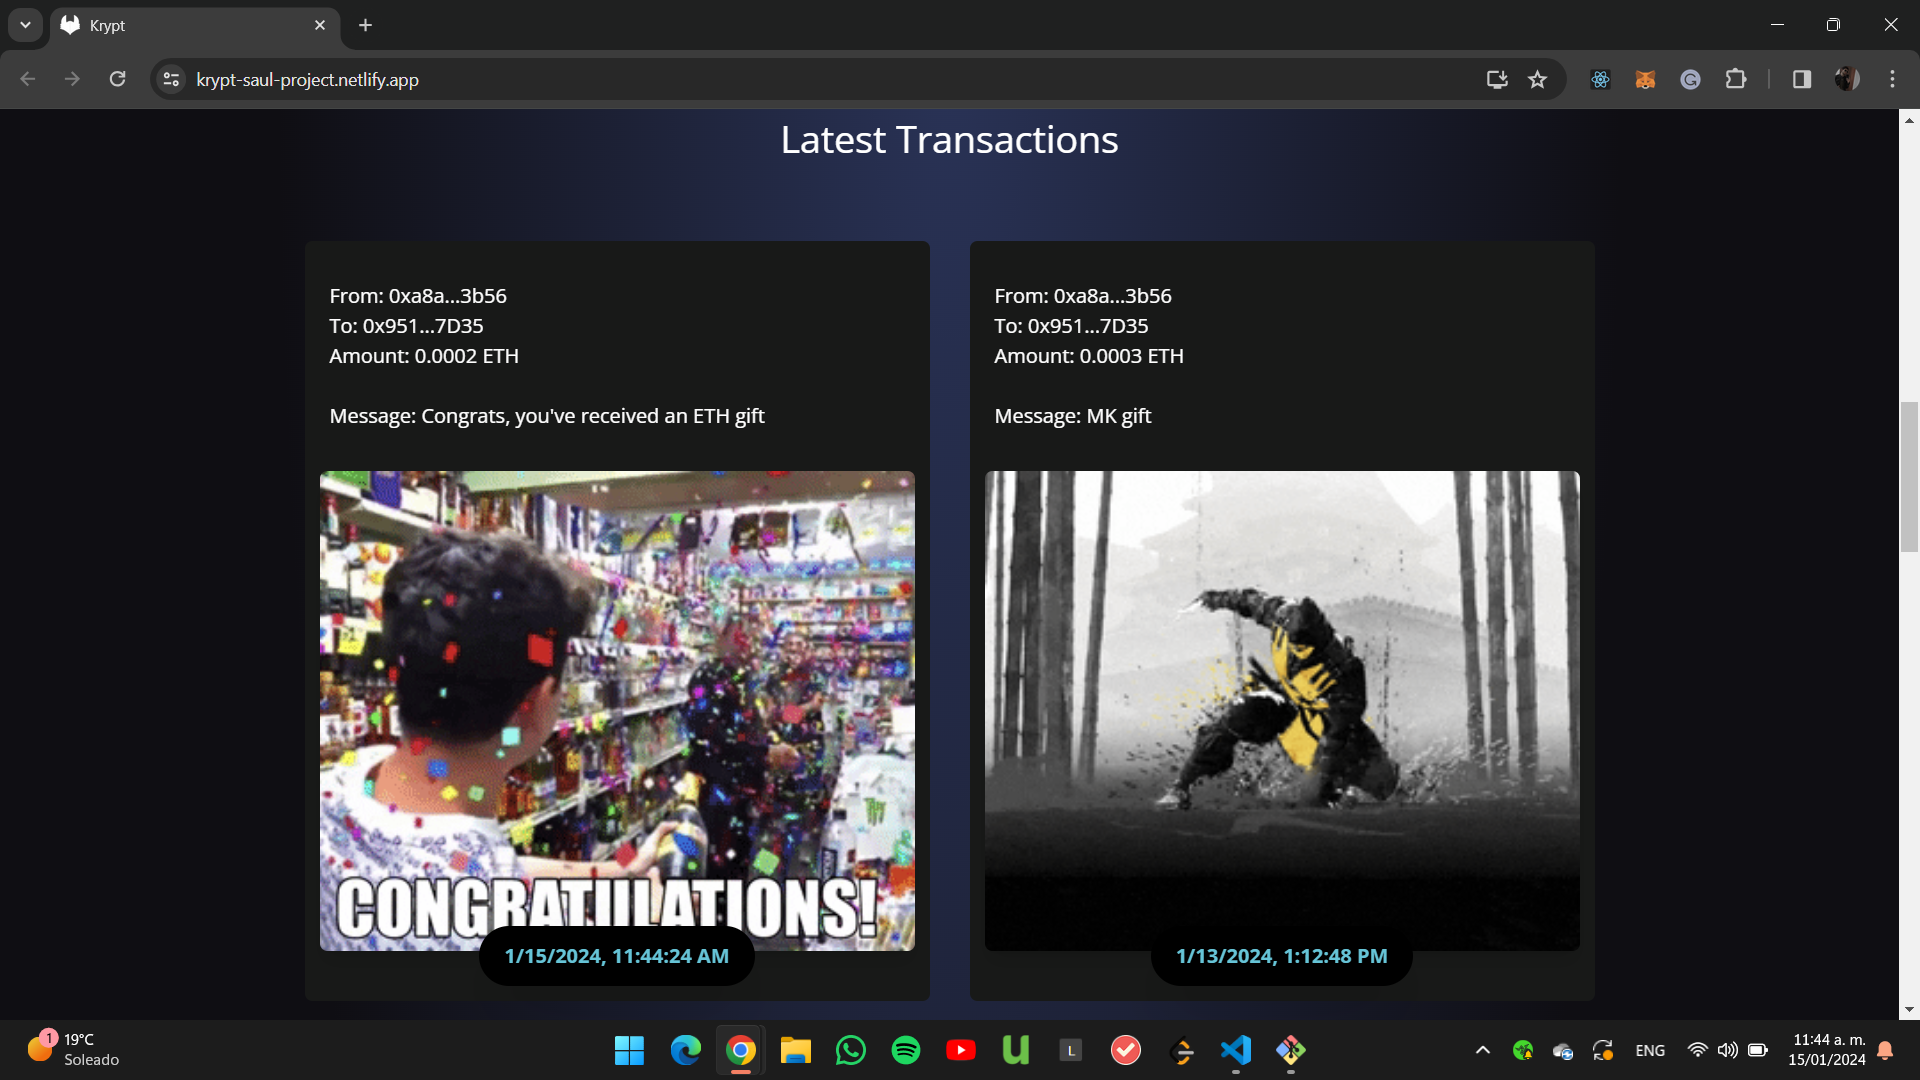 Krypt
krypt-saul-project.netlify.app
Latest Transactions
From: 0xa8a...3b56
To: 0x951...7D35
Amount: 0.0002 ETH
Message: Congrats, you've received an ETH gift
CONGRATULATIONS!
1/15/2024, 11:44:24 AM
From: 0xa8a...3b56
To: 0x951...7D35
Amount: 0.0003 ETH
Message: MK gift
1/13/2024, 1:12:48 PM
1
19°C
Soleado
L
ENG
11:44 a. m.
15/01/2024